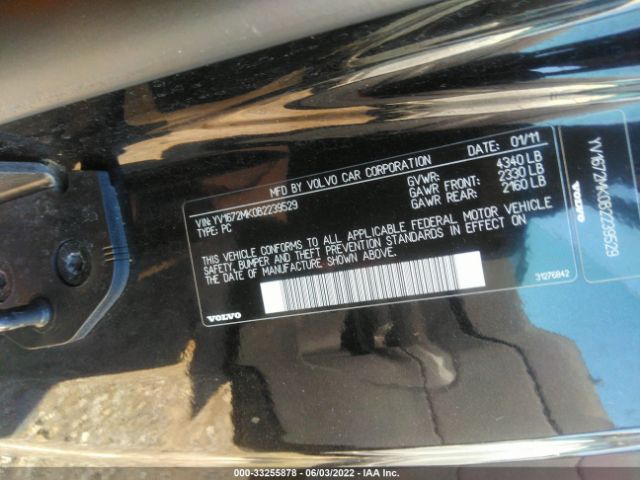 MFD BY VOLVO CAR CORPORATION DATE: 01/11
GVWR: 4340 LB
GAWR FRONT: 2330 LB
GAWR REAR: 2160 LB
VIN: YV1672MK0B2239529
TYPE: PC
THIS VEHICLE CONFORMS TO ALL APPLICABLE FEDERAL MOTOR VEHICLE
SAFETY, BUMPER AND THEFT PREVENTION STANDARDS IN EFFECT ON
THE DATE OF MANUFACTURE SHOWN ABOVE.
31276842
VOLVO
VOLVO
YV1672MK0B2239529
000-33255878 - 06/03/2022 - IAA Inc.